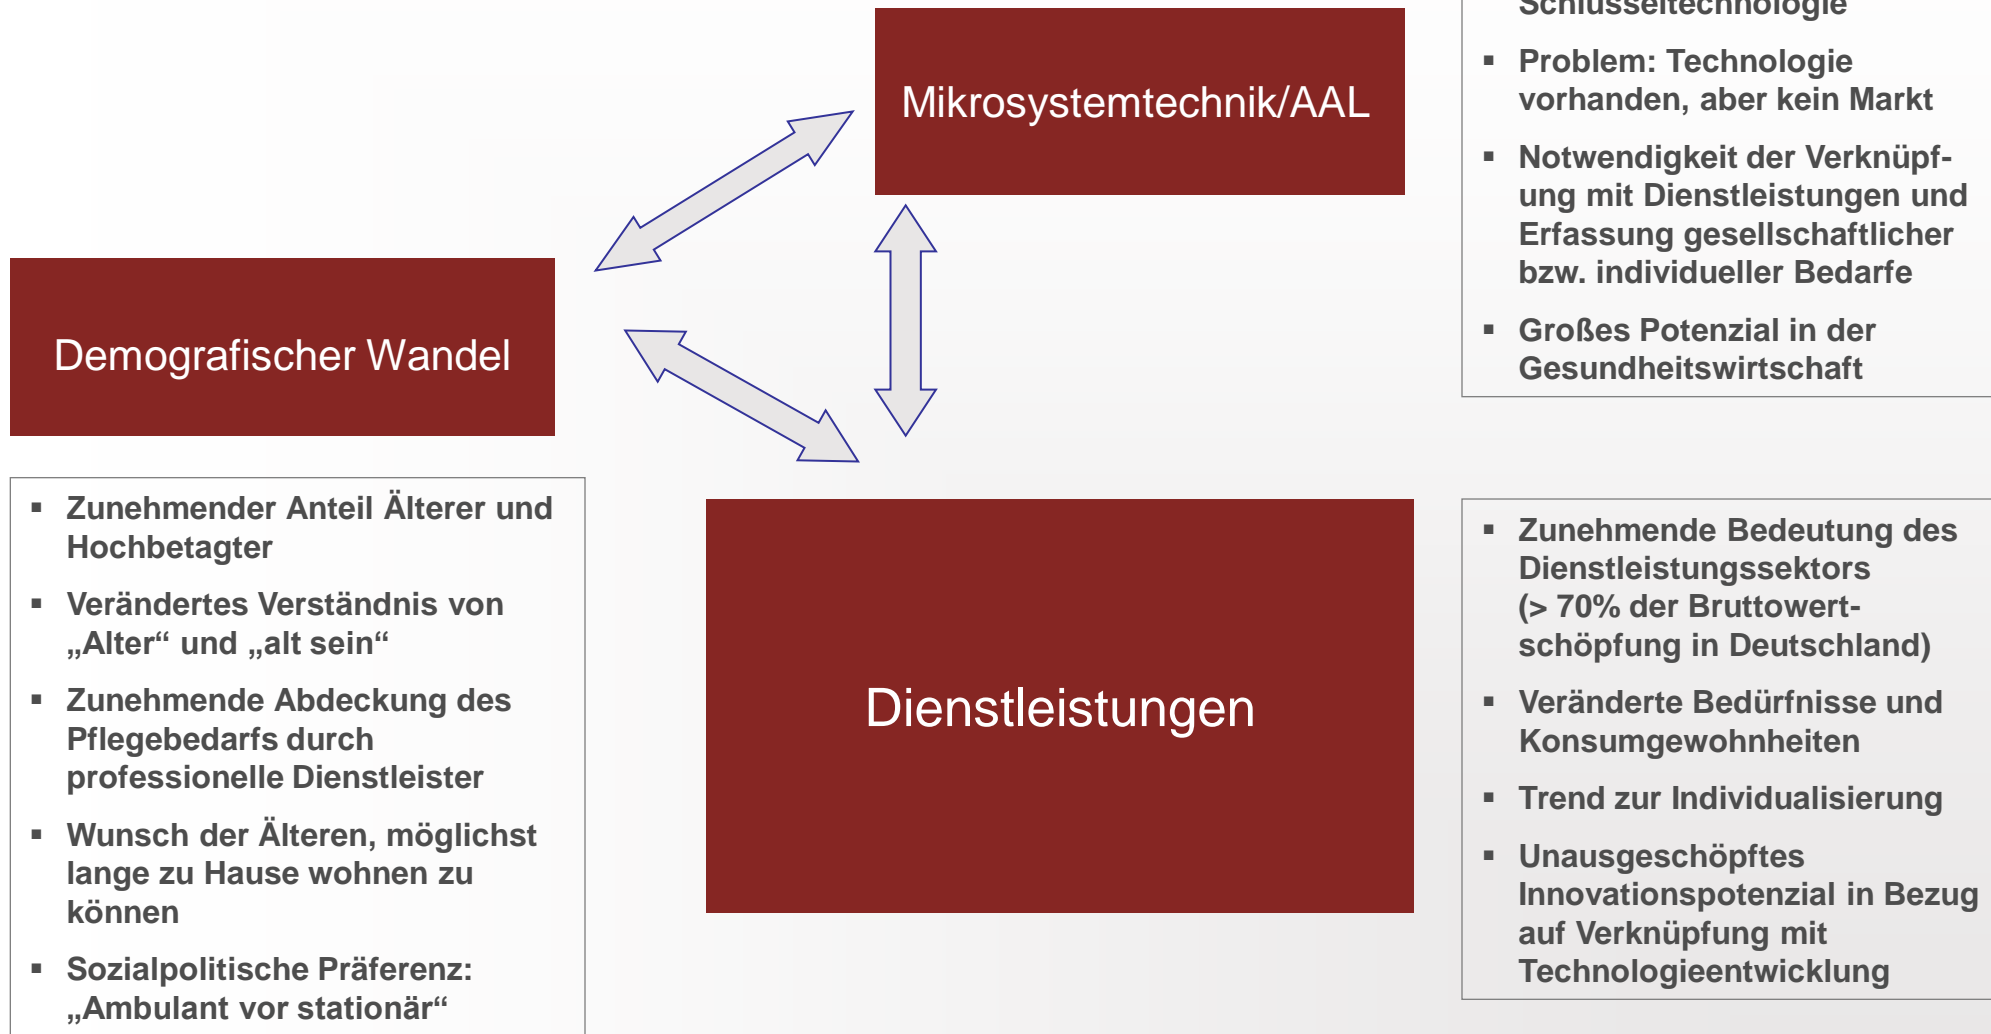 Schlüsseltechnologie
▪ Problem: Technologie
vorhanden, aber kein Markt
▪ Notwendigkeit der Verknüpf-
ung mit Dienstleistungen und
Erfassung gesellschaftlicher
bzw. individueller Bedarfe
▪ Großes Potenzial in der
Gesundheitswirtschaft
Mikrosystemtechnik/AAL
Demografischer Wandel
▪ Zunehmender Anteil Älterer und
Hochbetagter
▪ Verändertes Verständnis von
„Alter“ und „alt sein“
▪ Zunehmende Abdeckung des
Pflegebedarfs durch
professionelle Dienstleister
▪ Wunsch der Älteren, möglichst
lange zu Hause wohnen zu
können
▪ Sozialpolitische Präferenz:
„Ambulant vor stationär“
Dienstleistungen
▪ Zunehmende Bedeutung des
Dienstleistungssektors
(> 70% der Bruttowert-
schöpfung in Deutschland)
▪ Veränderte Bedürfnisse und
Konsumgewohnheiten
▪ Trend zur Individualisierung
▪ Unausgeschöpftes
Innovationspotenzial in Bezug
auf Verknüpfung mit
Technologieentwicklung